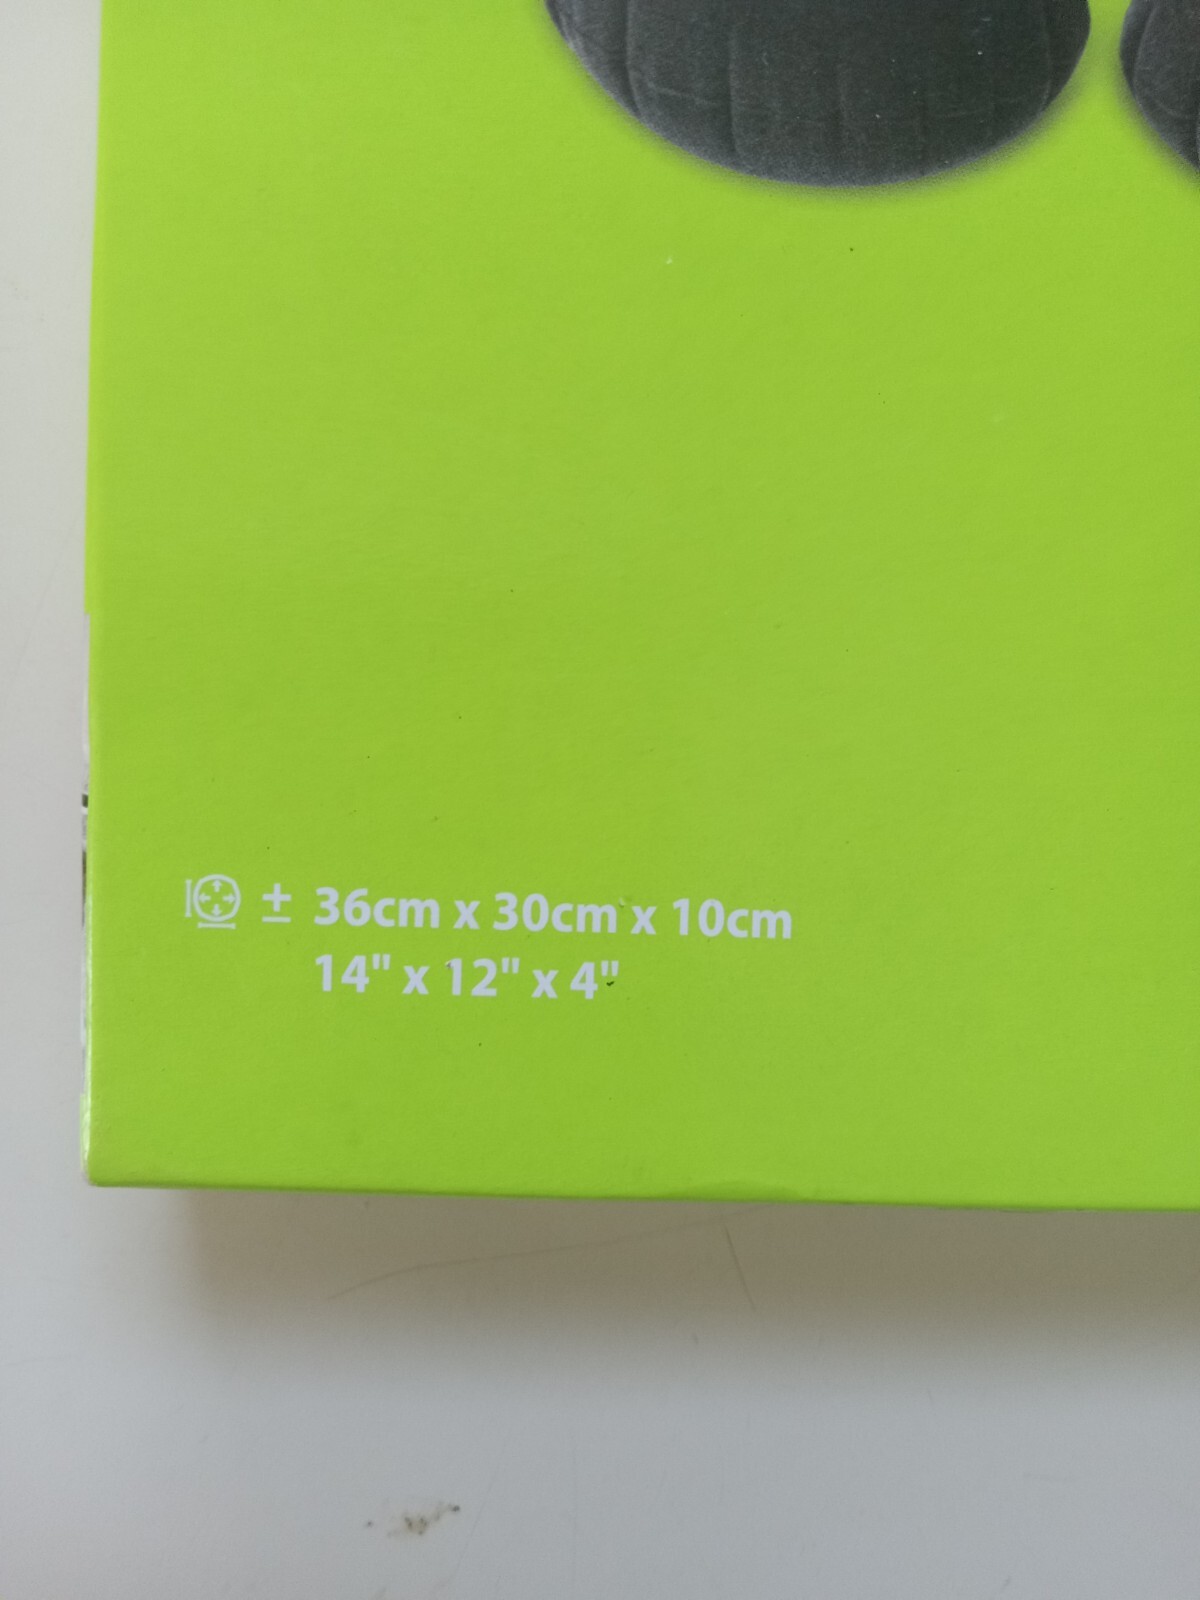 ± 36cm x 30cm x 10cm
14" x 12" x 4"